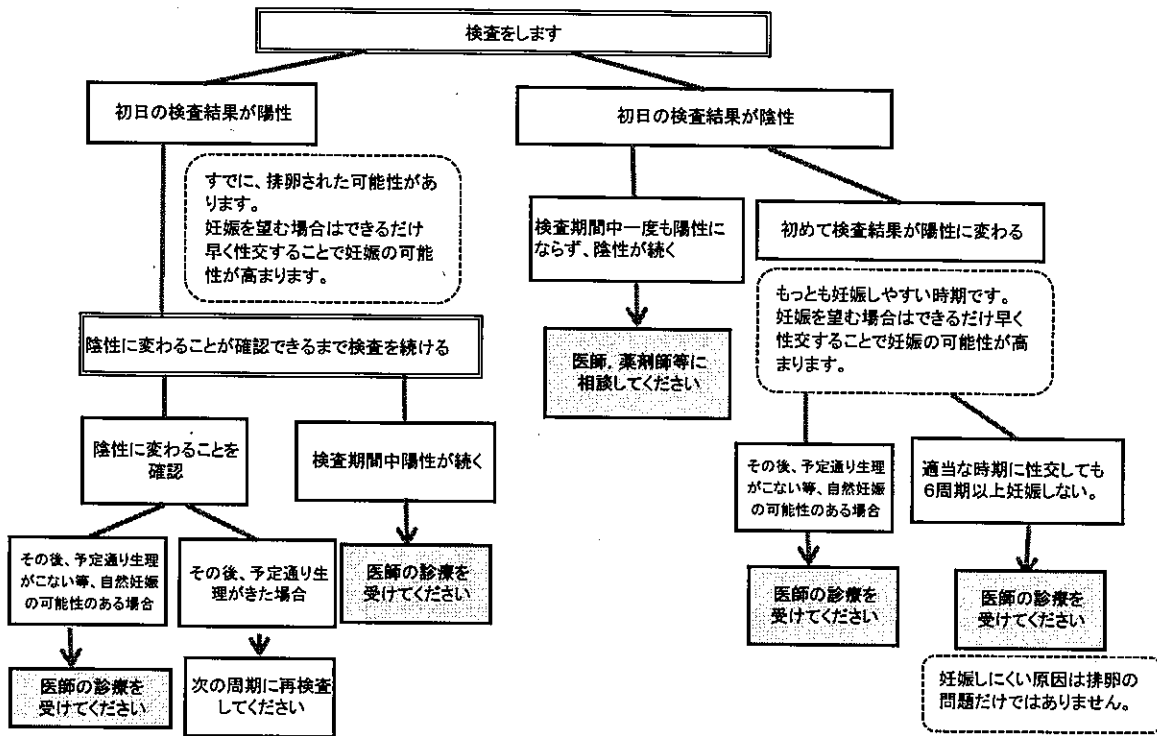 検査をします
初日の検査結果が陽性
初日の検査結果が陰性
すでに、排卵された可能性があ
ります。
妊娠を望む場合はできるだけ
早く性交することで妊娠の可能
性が高まります。
検査期間中一度も陽性に
ならず、陰性が続く
初めて検査結果が陽性に変わる
もっとも妊娠しやすい時期です。
妊娠を望む場合はできるだけ早く
性交することで妊娠の可能性が高
まります。
陰性に変わることが確認できるまで検査を続ける
医師，薬剤師等に
相談してください
陰性に変わることを
確認
検査期間中陽性が続く
その後、予定通り生理
がこない等、自然妊娠
の可能性のある場合
適当な時期に性交しても
６周期以上妊娠しない。
その後、予定通り生理
がこない等、自然妊娠
の可能性のある場合
その後、予定通り生
理がきた場合
医師の診療を
受けてください
医師の診療を
受けてください
医師の診療を
受けてください
医師の診療を
受けてください
次の周期に再検査
してください
妊娠しにくい原因は排卵の
問題だけではありません。